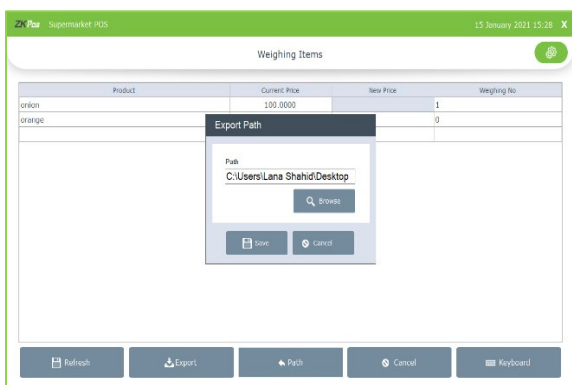 ZKPos Supermarket POS 15 January 2021 15:28 X
Weighing Items
Product Current Price New Price Weighing No
onion 100.0000 1
orange 0
Export Path
Path
C:\Users\Lana Shahid\Desktop
Browse
Save Cancel
Refresh Export Path Cancel Keyboard